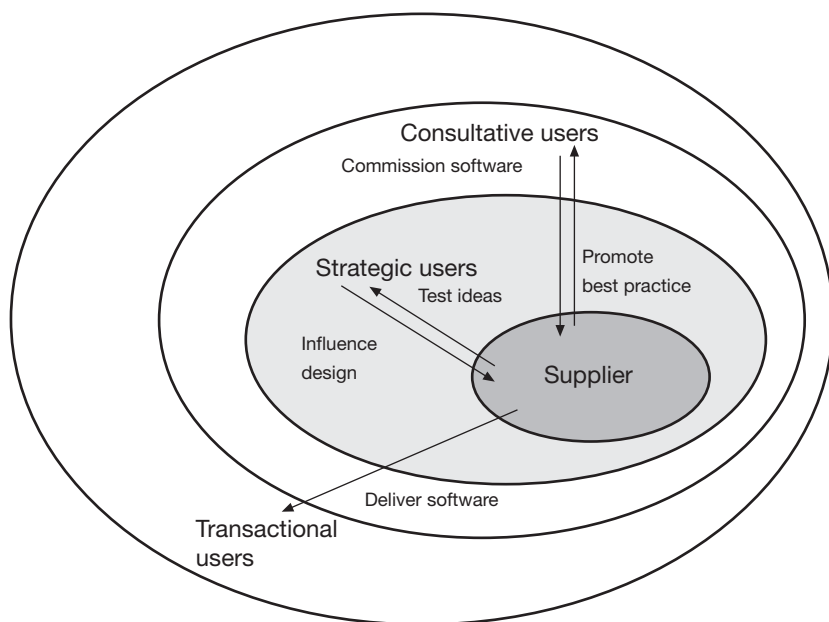 Consultative users
Commission software
Promote
best practice
Strategic users
Test ideas
Influence
design
Supplier
Deliver software
Transactional
users